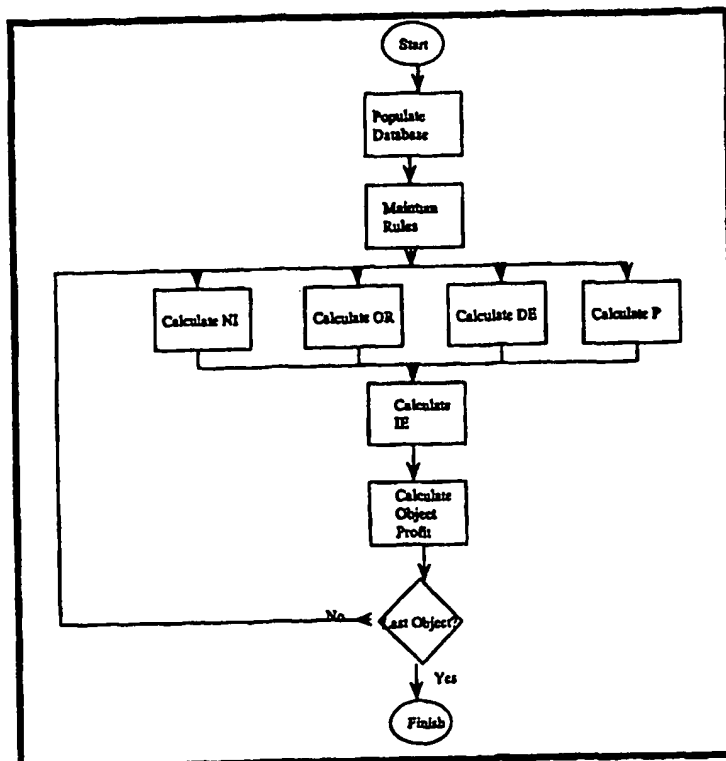 Start
Populate
Database
Maintain
Rules
Calculate NI
Calculate OR
Calculate DE
Calculate P
Calculate
IE
Calculate
Object
Profit
No
Last Object?
Yes
Finish